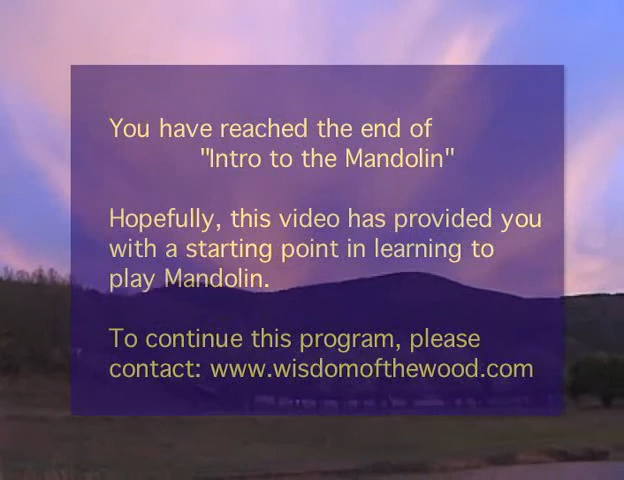 You have reached the end of
"Intro to the Mandolin"
Hopefully, this video has provided you
with a starting point in learning to
play Mandolin.
To continue this program, please
contact: www.wisdomofthewood.com